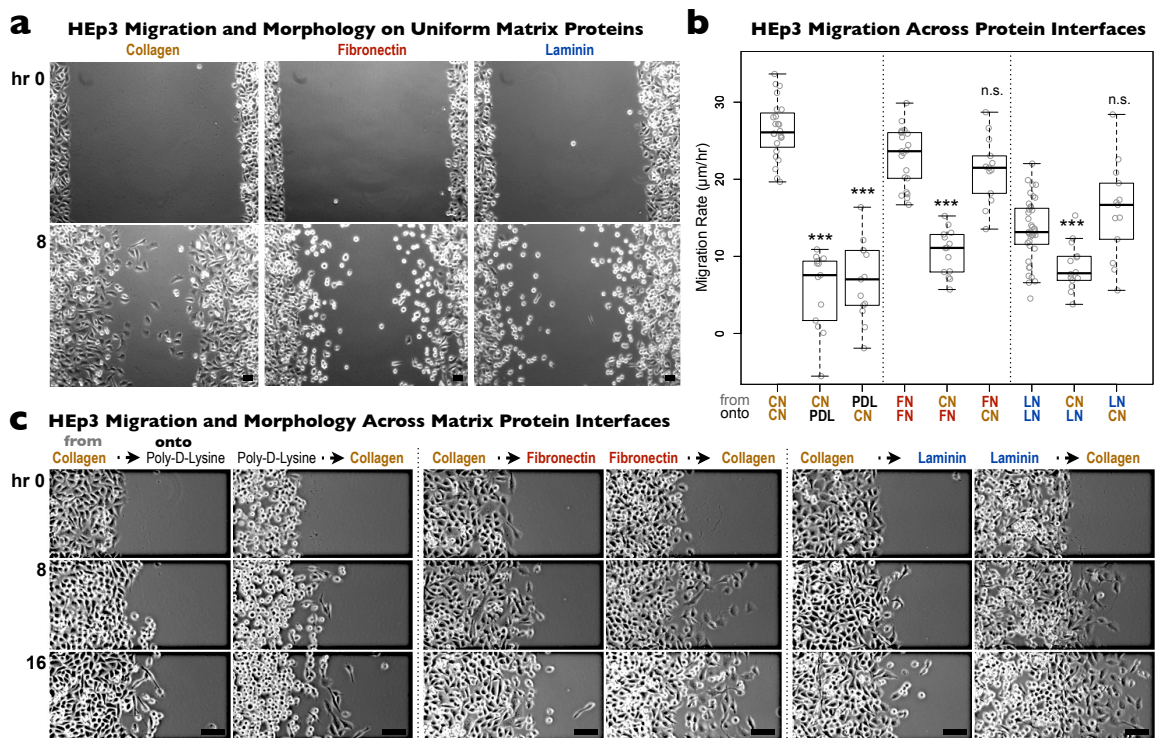 a
HEp3 Migration and Morphology on Uniform Matrix Proteins
Collagen Fibronectin Laminin
hr 0
8
b
HEp3 Migration Across Protein Interfaces
Migration Rate (µm/hr)
30
20
10
0
***
***
***
n.s.
***
n.s.
from CN CN PDL FN CN FN LN CN LN
onto CN PDL CN FN FN CN LN LN CN
c
HEp3 Migration and Morphology Across Matrix Protein Interfaces
from onto
Collagen Poly-D-Lysine Poly-D-Lysine Collagen Collagen Fibronectin Fibronectin Collagen Collagen Laminin Laminin Collagen
hr 0
8
16